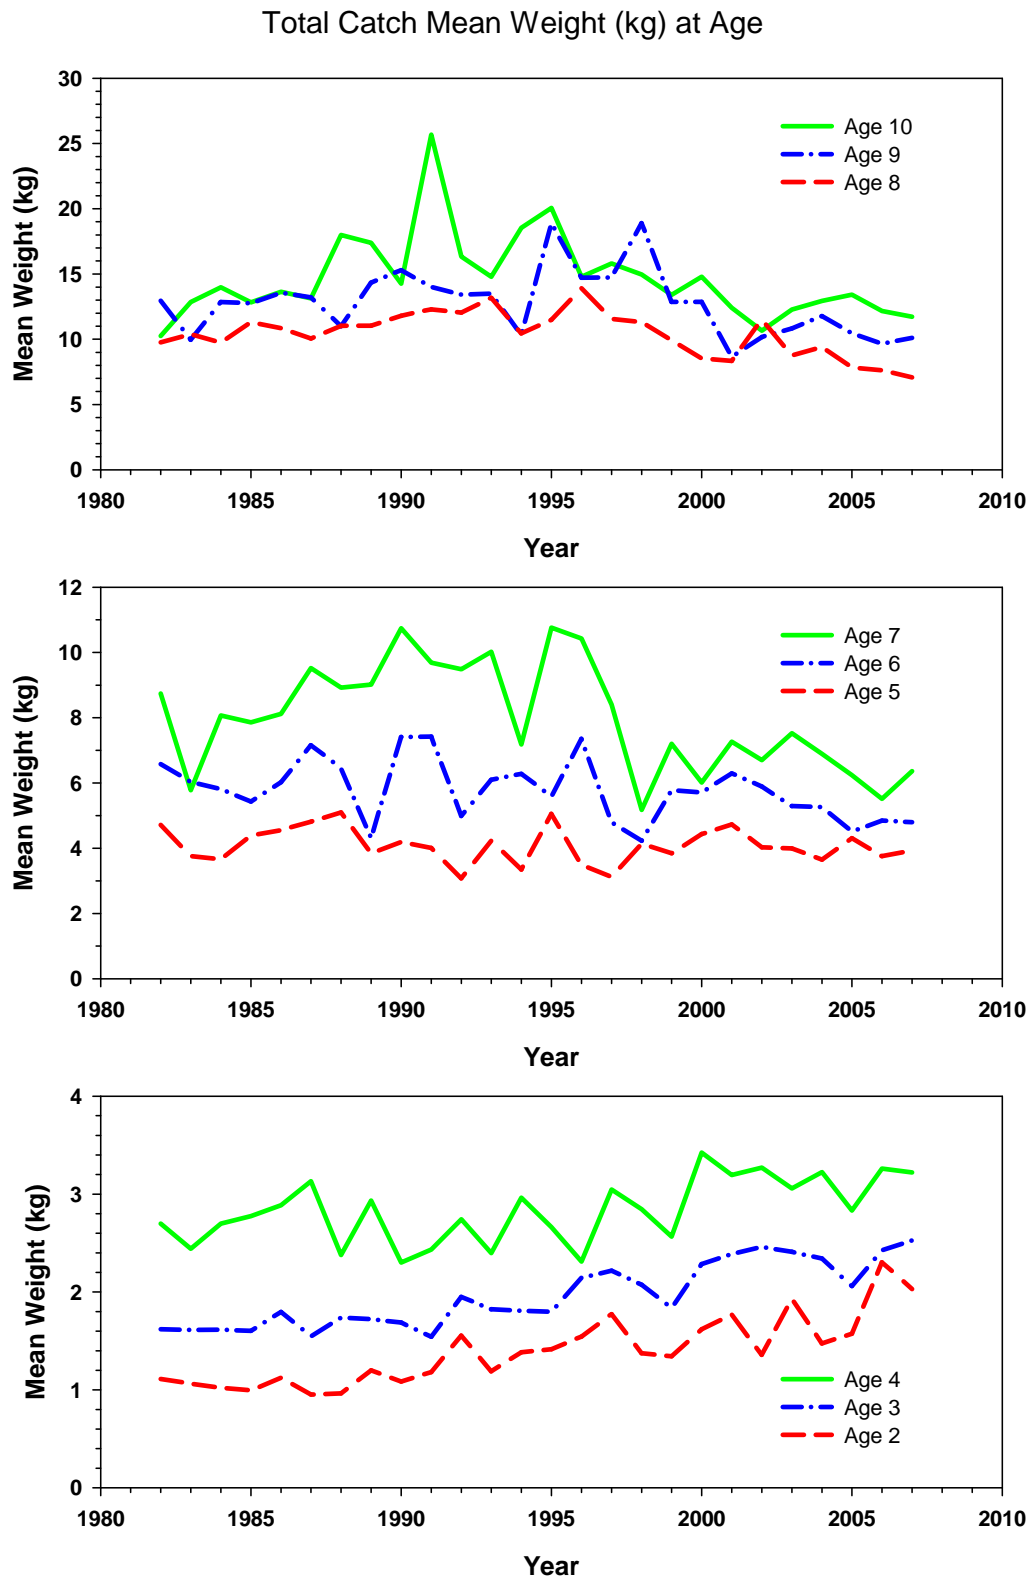 Total Catch Mean Weight (kg) at Age
30
25
20
15
10
5
0
Mean Weight (kg)
Age 10
Age 9
Age 8
1980 1985 1990 1995 2000 2005 2010
Year
12
10
8
6
4
2
0
Mean Weight (kg)
Age 7
Age 6
Age 5
1980 1985 1990 1995 2000 2005 2010
Year
4
3
2
1
0
Mean Weight (kg)
Age 4
Age 3
Age 2
1980 1985 1990 1995 2000 2005 2010
Year